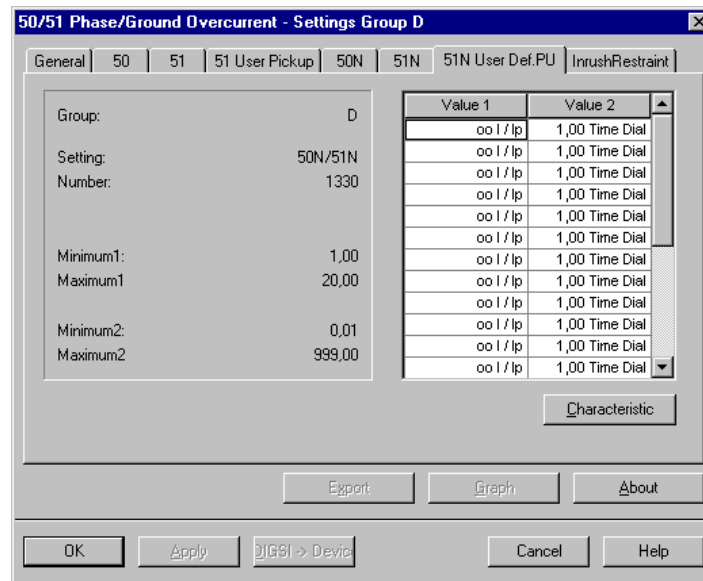 50/51 Phase/Ground Overcurrent - Settings Group D
General 50 51 51 User Pickup 50N 51N 51N User Def.PU InrushRestraint
Group: D
Setting: 50N/51N
Number: 1330
Minimum1: 1,00
Maximum1 20,00
Minimum2: 0,01
Maximum2 999,00
Value 1 Value 2
oo I / Ip 1,00 Time Dial
oo I / Ip 1,00 Time Dial
oo I / Ip 1,00 Time Dial
oo I / Ip 1,00 Time Dial
oo I / Ip 1,00 Time Dial
oo I / Ip 1,00 Time Dial
oo I / Ip 1,00 Time Dial
oo I / Ip 1,00 Time Dial
oo I / Ip 1,00 Time Dial
oo I / Ip 1,00 Time Dial
oo I / Ip 1,00 Time Dial
oo I / Ip 1,00 Time Dial
Characteristic
Export Graph About
OK Apply DIGSI -> Devic Cancel Help